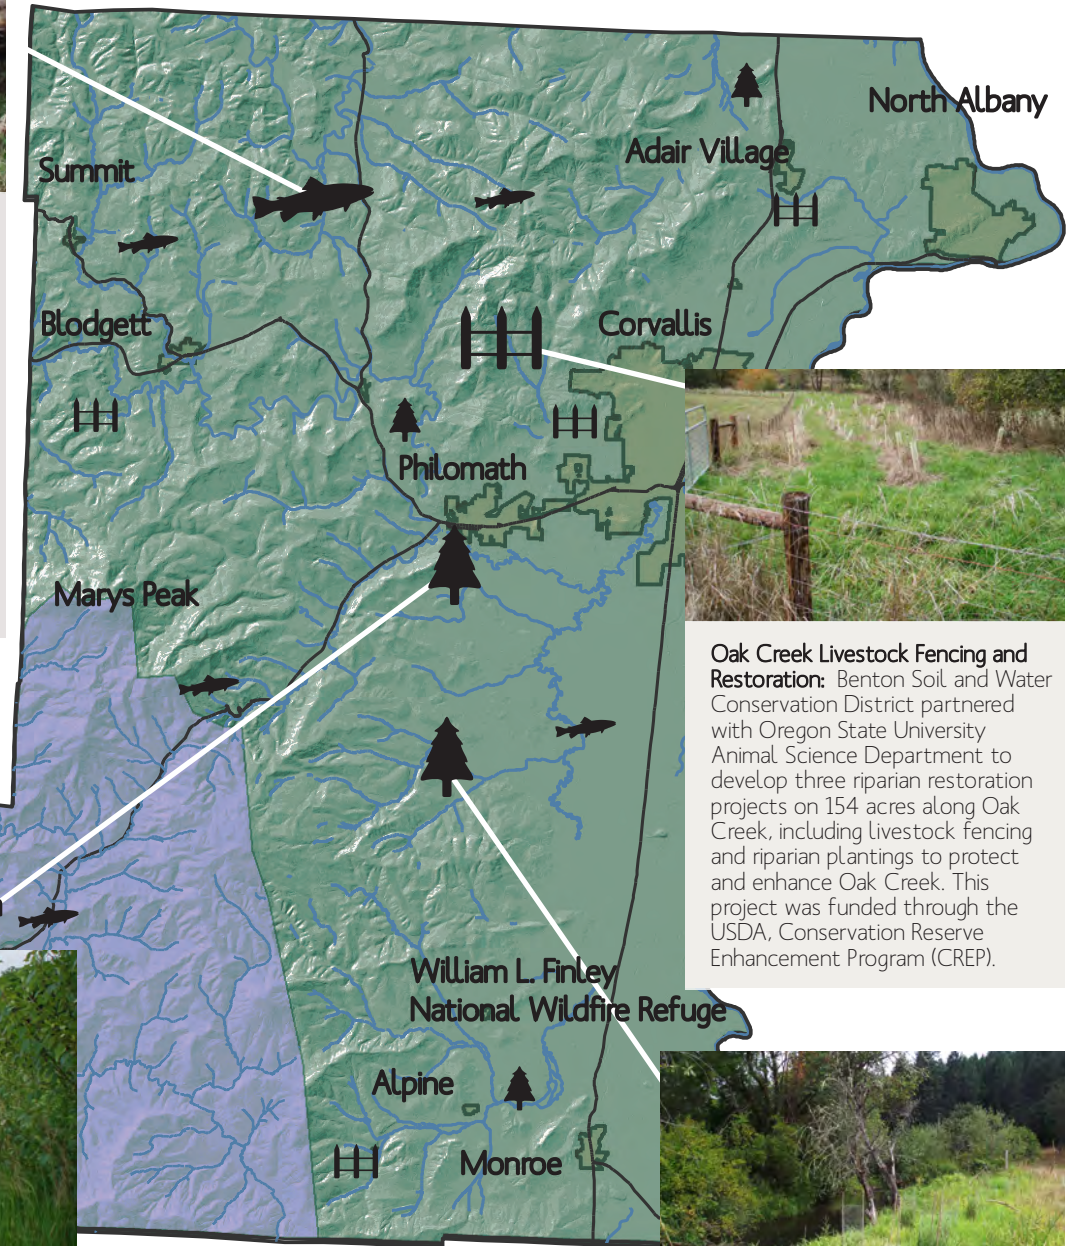 North Albany
Adair Village
Summit
Blodgett
Corvallis
Philomath
Marys Peak
Oak Creek Livestock Fencing and
Restoration: Benton Soil and Water
Conservation District partnered
with Oregon State University
Animal Science Department to
develop three riparian restoration
projects on 154 acres along Oak
Creek, including livestock fencing
and riparian plantings to protect
and enhance Oak Creek. This
project was funded through the
USDA, Conservation Reserve
Enhancement Program (CREP).
William L. Finley
National Wildfire Refuge
Alpine
Monroe